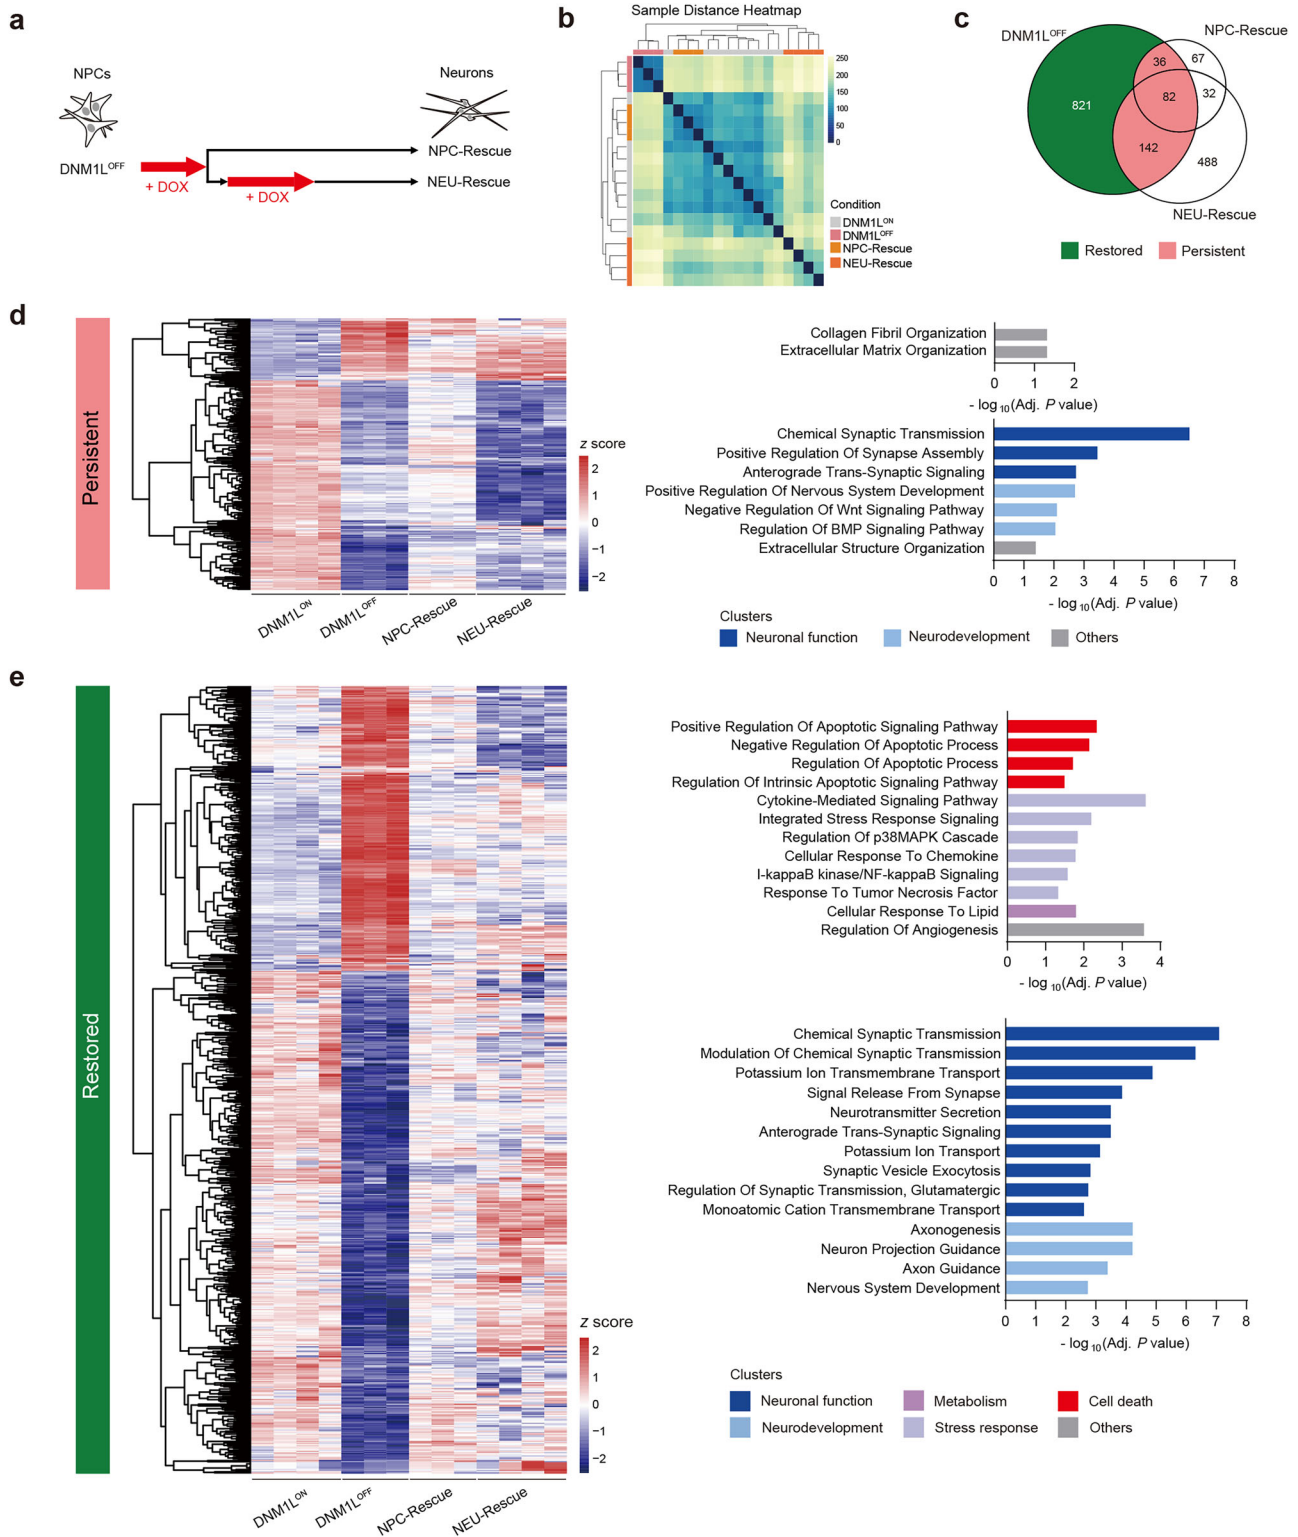 a
NPCs
Neurons
DNM1L^OFF
+ DOX
+ DOX
NPC-Rescue
NEU-Rescue
b
Sample Distance Heatmap
250
200
150
100
50
0
Condition
DNM1L^ON
DNM1L^OFF
NPC-Rescue
NEU-Rescue
c
DNM1L^OFF
NPC-Rescue
36
67
821
82
32
142
488
NEU-Rescue
Restored
Persistent
d
Persistent
z score
2
1
0
−1
−2
DNM1L^ON
DNM1L^OFF
NPC-Rescue
NEU-Rescue
Collagen Fibril Organization
Extracellular Matrix Organization
0 1 2
- log10(Adj. P value)
Chemical Synaptic Transmission
Positive Regulation Of Synapse Assembly
Anterograde Trans-Synaptic Signaling
Positive Regulation Of Nervous System Development
Negative Regulation Of Wnt Signaling Pathway
Regulation Of BMP Signaling Pathway
Extracellular Structure Organization
0 1 2 3 4 5 6 7 8
- log10(Adj. P value)
Clusters
Neuronal function
Neurodevelopment
Others
e
Restored
z score
2
1
0
−1
−2
DNM1L^ON
DNM1L^OFF
NPC-Rescue
NEU-Rescue
Positive Regulation Of Apoptotic Signaling Pathway
Negative Regulation Of Apoptotic Process
Regulation Of Apoptotic Process
Regulation Of Intrinsic Apoptotic Signaling Pathway
Cytokine-Mediated Signaling Pathway
Integrated Stress Response Signaling
Regulation Of p38MAPK Cascade
Cellular Response To Chemokine
I-kappaB kinase/NF-kappaB Signaling
Response To Tumor Necrosis Factor
Cellular Response To Lipid
Regulation Of Angiogenesis
0 1 2 3 4
- log10(Adj. P value)
Chemical Synaptic Transmission
Modulation Of Chemical Synaptic Transmission
Potassium Ion Transmembrane Transport
Signal Release From Synapse
Neurotransmitter Secretion
Anterograde Trans-Synaptic Signaling
Potassium Ion Transport
Synaptic Vesicle Exocytosis
Regulation Of Synaptic Transmission, Glutamatergic
Monoatomic Cation Transmembrane Transport
Axonogenesis
Neuron Projection Guidance
Axon Guidance
Nervous System Development
0 1 2 3 4 5 6 7 8
- log10(Adj. P value)
Clusters
Neuronal function
Metabolism
Cell death
Neurodevelopment
Stress response
Others